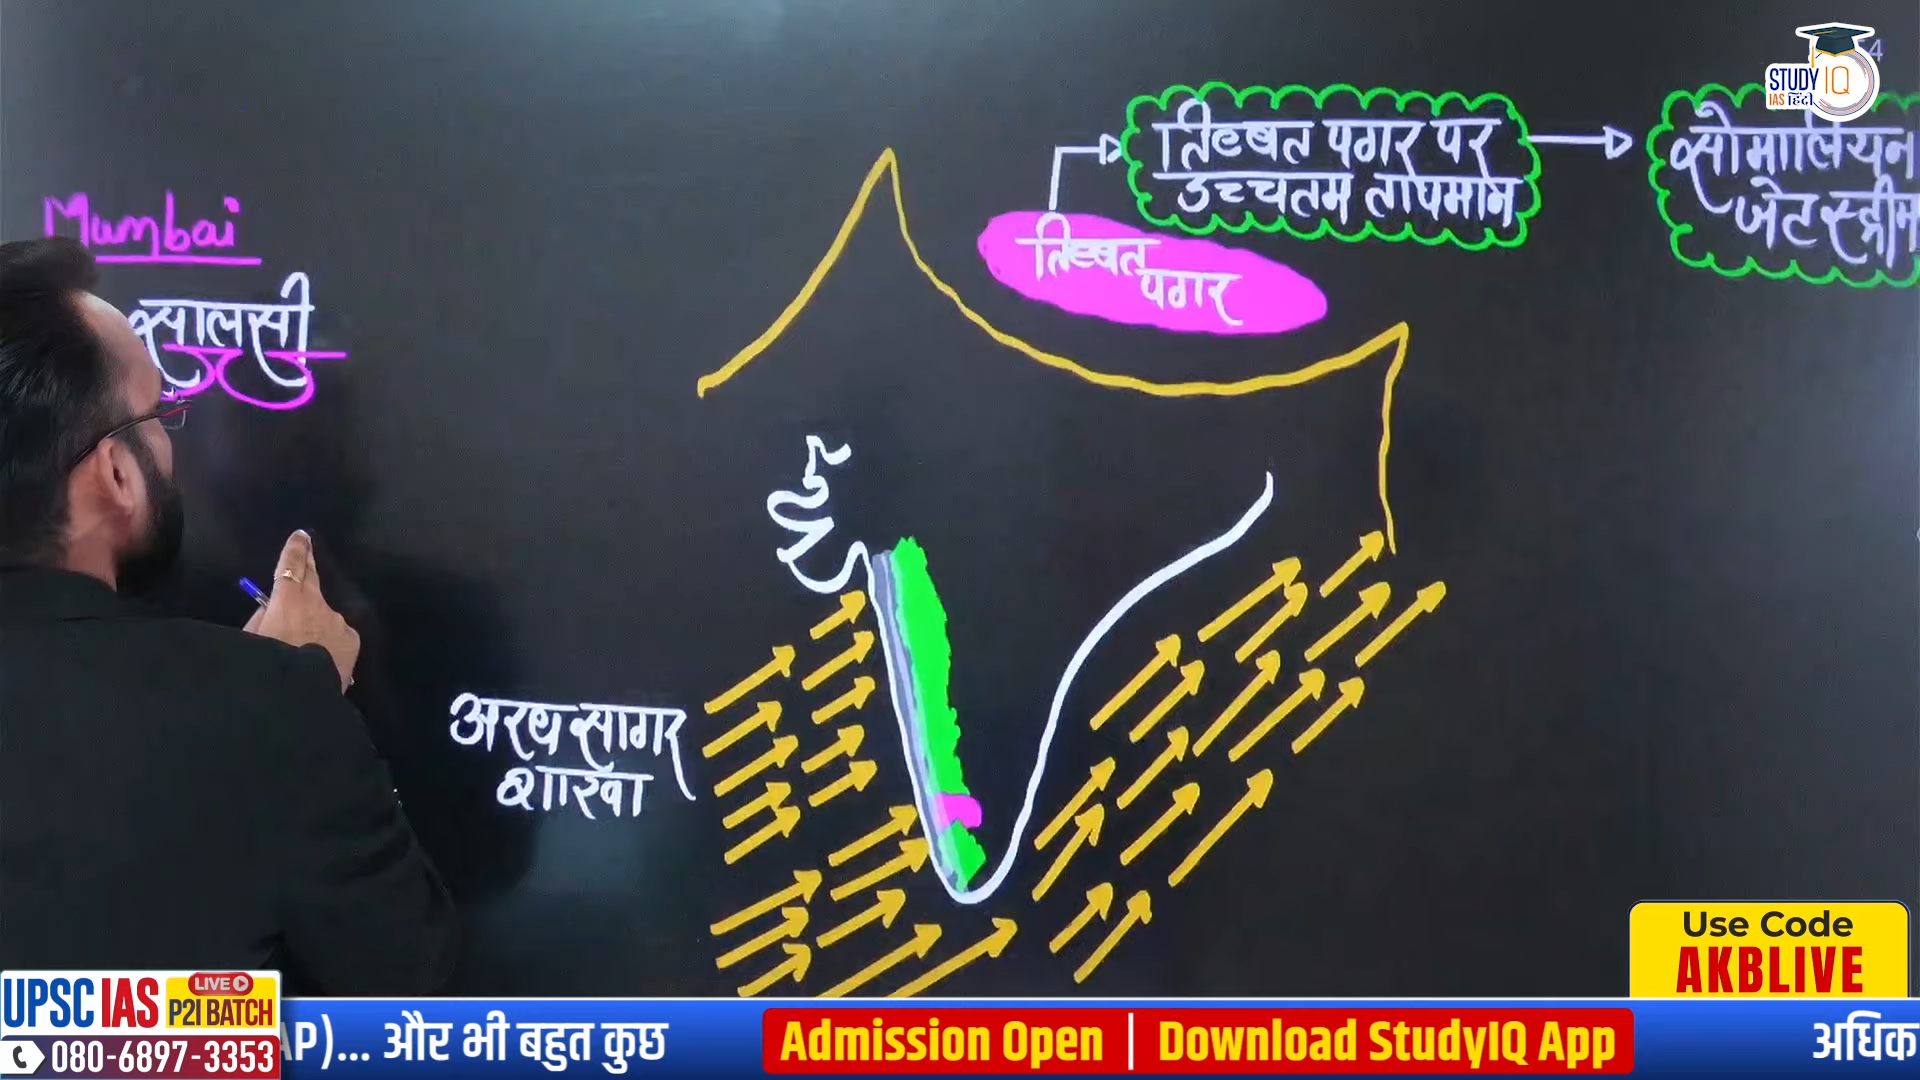 STUDY IQ
IAS हिंदी
Mumbai
सालसी
तिब्बत पठार पर
उच्चतम तापमान
सोमालियन
जेट स्ट्रीम
तिब्बत
पठार
अरब सागर
शाखा
Use Code
AKBLIVE
LIVE
UPSC IAS P2I BATCH
080-6897-3353
AP)... और भी बहुत कुछ
Admission Open | Download StudyIQ App
अधिक